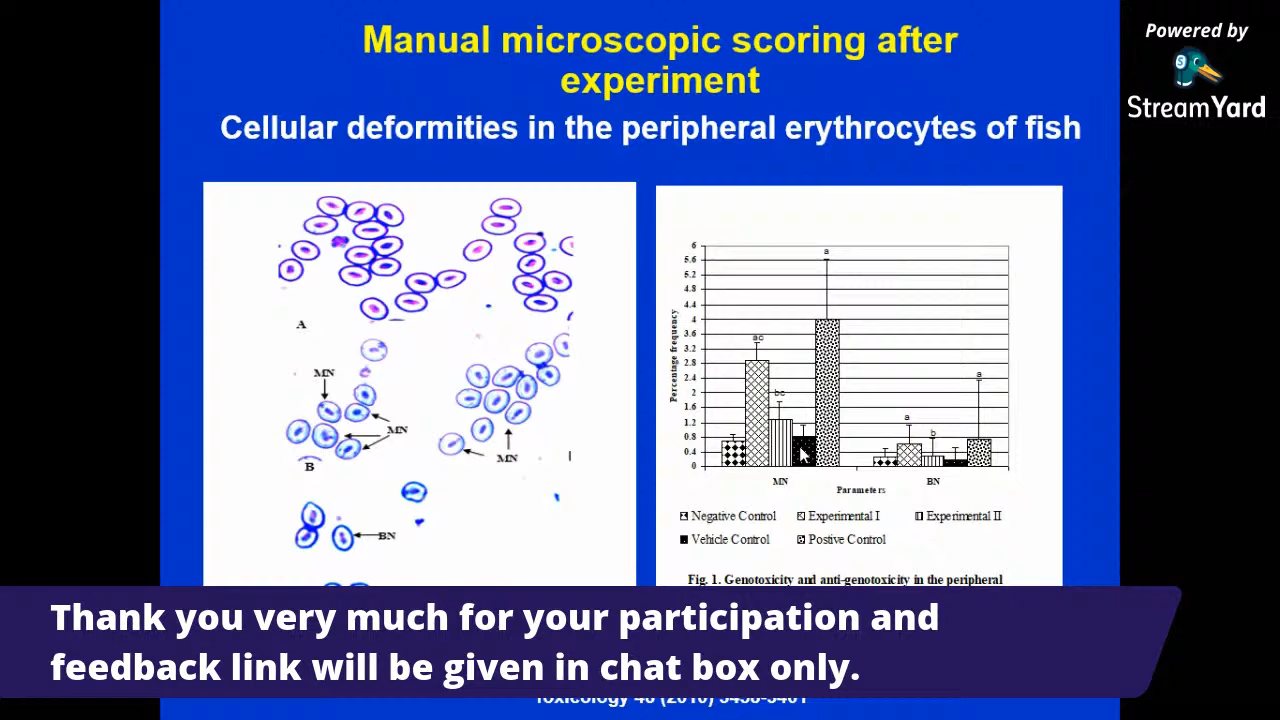 Manual microscopic scoring after
experiment
Cellular deformities in the peripheral erythrocytes of fish
Powered by
StreamYard
A
MN
MN
B
MN
BN
6
5.6
5.2
4.8
4.4
4
3.6
3.2
2.8
2.4
2
1.6
1.2
0.8
0.4
0
Percentage frequency
ac
bc
a
a
b
a
MN
BN
Parameters
Negative Control
Experimental I
Experimental II
Vehicle Control
Postive Control
Fig. 1. Genotoxicity and anti-genotoxicity in the peripheral
Thank you very much for your participation and
feedback link will be given in chat box only.